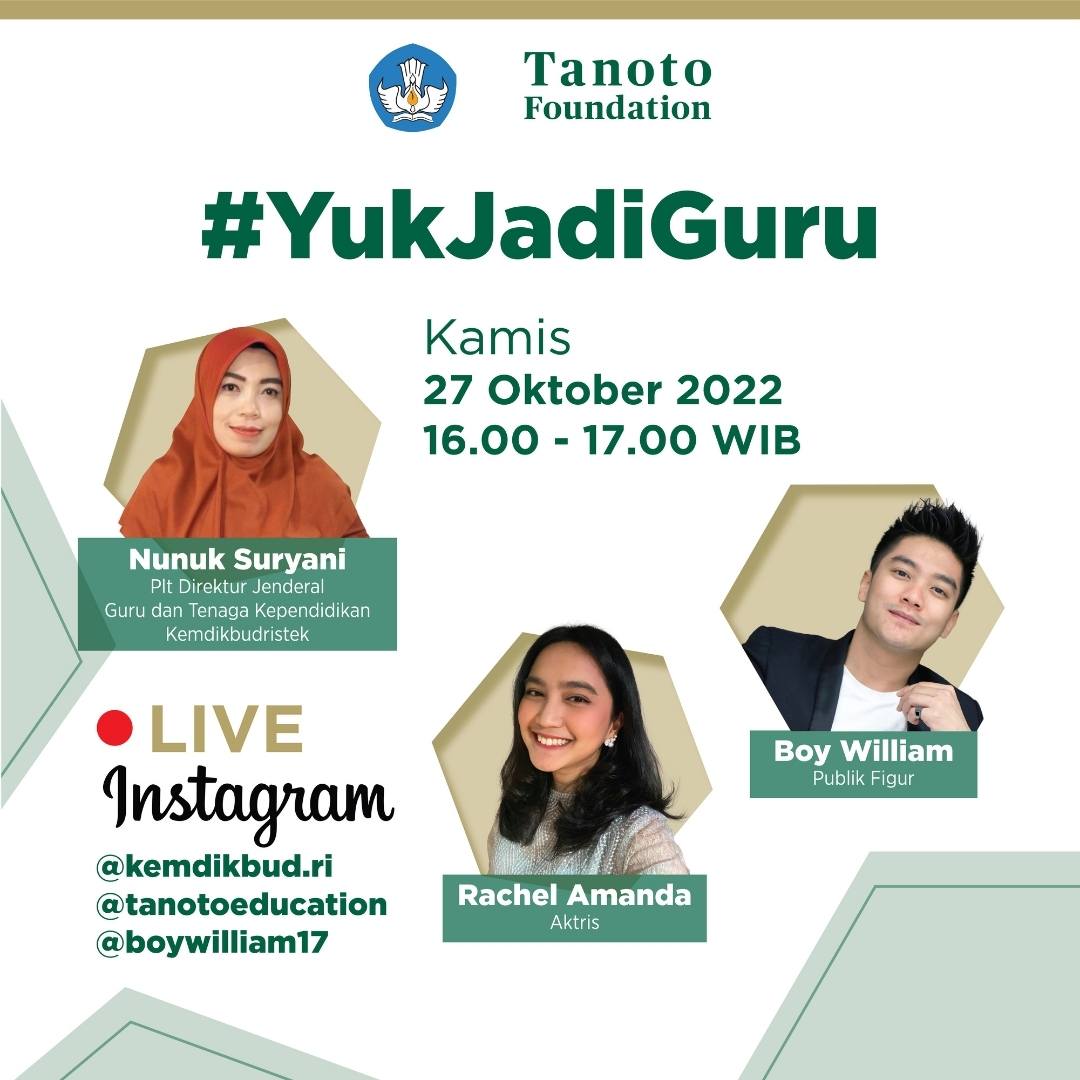 Tanoto
Foundation
#YukJadiGuru
Kamis
27 Oktober 2022
16.00 - 17.00 WIB
Nunuk Suryani
Plt Direktur Jenderal
Guru dan Tenaga Kependidikan
Kemdikbudristek
Boy William
Publik Figur
Rachel Amanda
Aktris
LIVE
Instagram
@kemdikbud.ri
@tanotoeducation
@boywilliam17